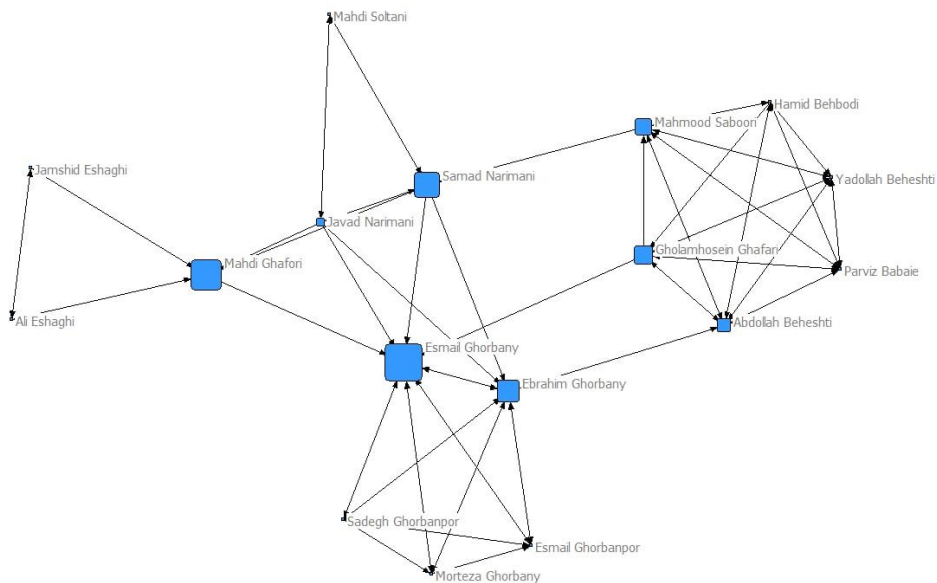 Mahdi Soltani
Hamid Behbodi
Mahmood Saboori
Jamshid Eshaghi
Samad Narimani
Yadollah Beheshti
Javad Narimani
Gholamhosein Ghafari
Mahdi Ghafori
Parviz Babaie
Ali Eshaghi
Abdollah Beheshti
Esmail Ghorbany
Ebrahim Ghorbany
Sadegh Ghorbanpor
Esmail Ghorbanpor
Morteza Ghorbany